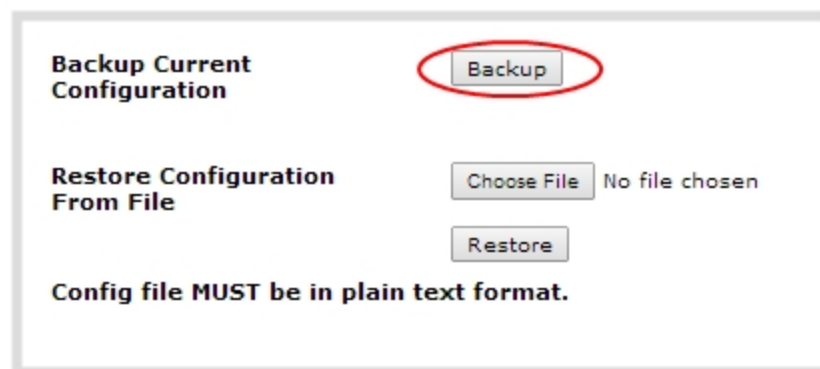 Backup Current
Configuration
Backup
Restore Configuration
From File
Choose File No file chosen
Restore
Config file MUST be in plain text format.